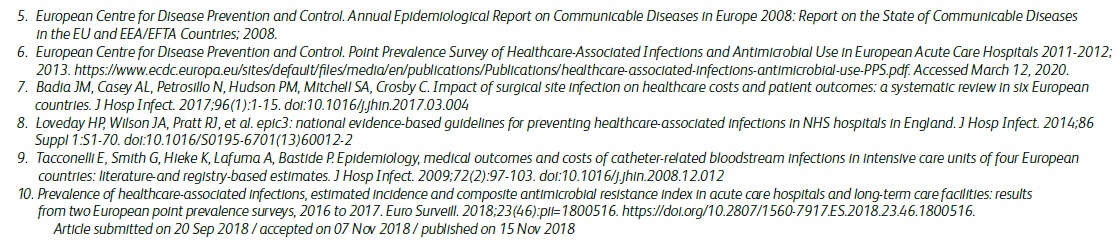 5. European Centre for Disease Prevention and Control. Annual Epidemiological Report on Communicable Diseases in Europe 2008: Report on the State of Communicable Diseases
in the EU and EEA/EFTA Countries; 2008.
6. European Centre for Disease Prevention and Control. Point Prevalence Survey of Healthcare-Associated Infections and Antimicrobial Use in European Acute Care Hospitals 2011-2012;
2013. https://www.ecdc.europa.eu/sites/default/files/media/en/publications/Publications/healthcare-associated-infections-antimicrobial-use-PPS.pdf. Accessed March 12, 2020.
7. Badia JM, Casey AL, Petrosillo N, Hudson PM, Mitchell SA, Crosby C. Impact of surgical site infection on healthcare costs and patient outcomes: a systematic review in six European
countries. J Hosp Infect. 2017;96(1):1-15. doi:10.1016/j.jhin.2017.03.004
8. Loveday HP, Wilson JA, Pratt RJ, et al. epic3: national evidence-based guidelines for preventing healthcare-associated infections in NHS hospitals in England. J Hosp Infect. 2014;86
Suppl 1:S1-70. doi:10.1016/S0195-6701(13)60012-2
9. Tacconelli E, Smith G, Hieke K, Lafuma A, Bastide P. Epidemiology, medical outcomes and costs of catheter-related bloodstream infections in intensive care units of four European
countries: literature-and registry-based estimates. J Hosp Infect. 2009;72(2):97-103. doi:10.1016/j.jhin.2008.12.012
10. Prevalence of healthcare-associated infections, estimated incidence and composite antimicrobial resistance index in acute care hospitals and long-term care facilities: results
from two European point prevalence surveys, 2016 to 2017. Euro Surveill. 2018;23(46):pii=1800516. https://doi.org/10.2807/1560-7917.ES.2018.23.46.1800516.
Article submitted on 20 Sep 2018 / accepted on 07 Nov 2018 / published on 15 Nov 2018